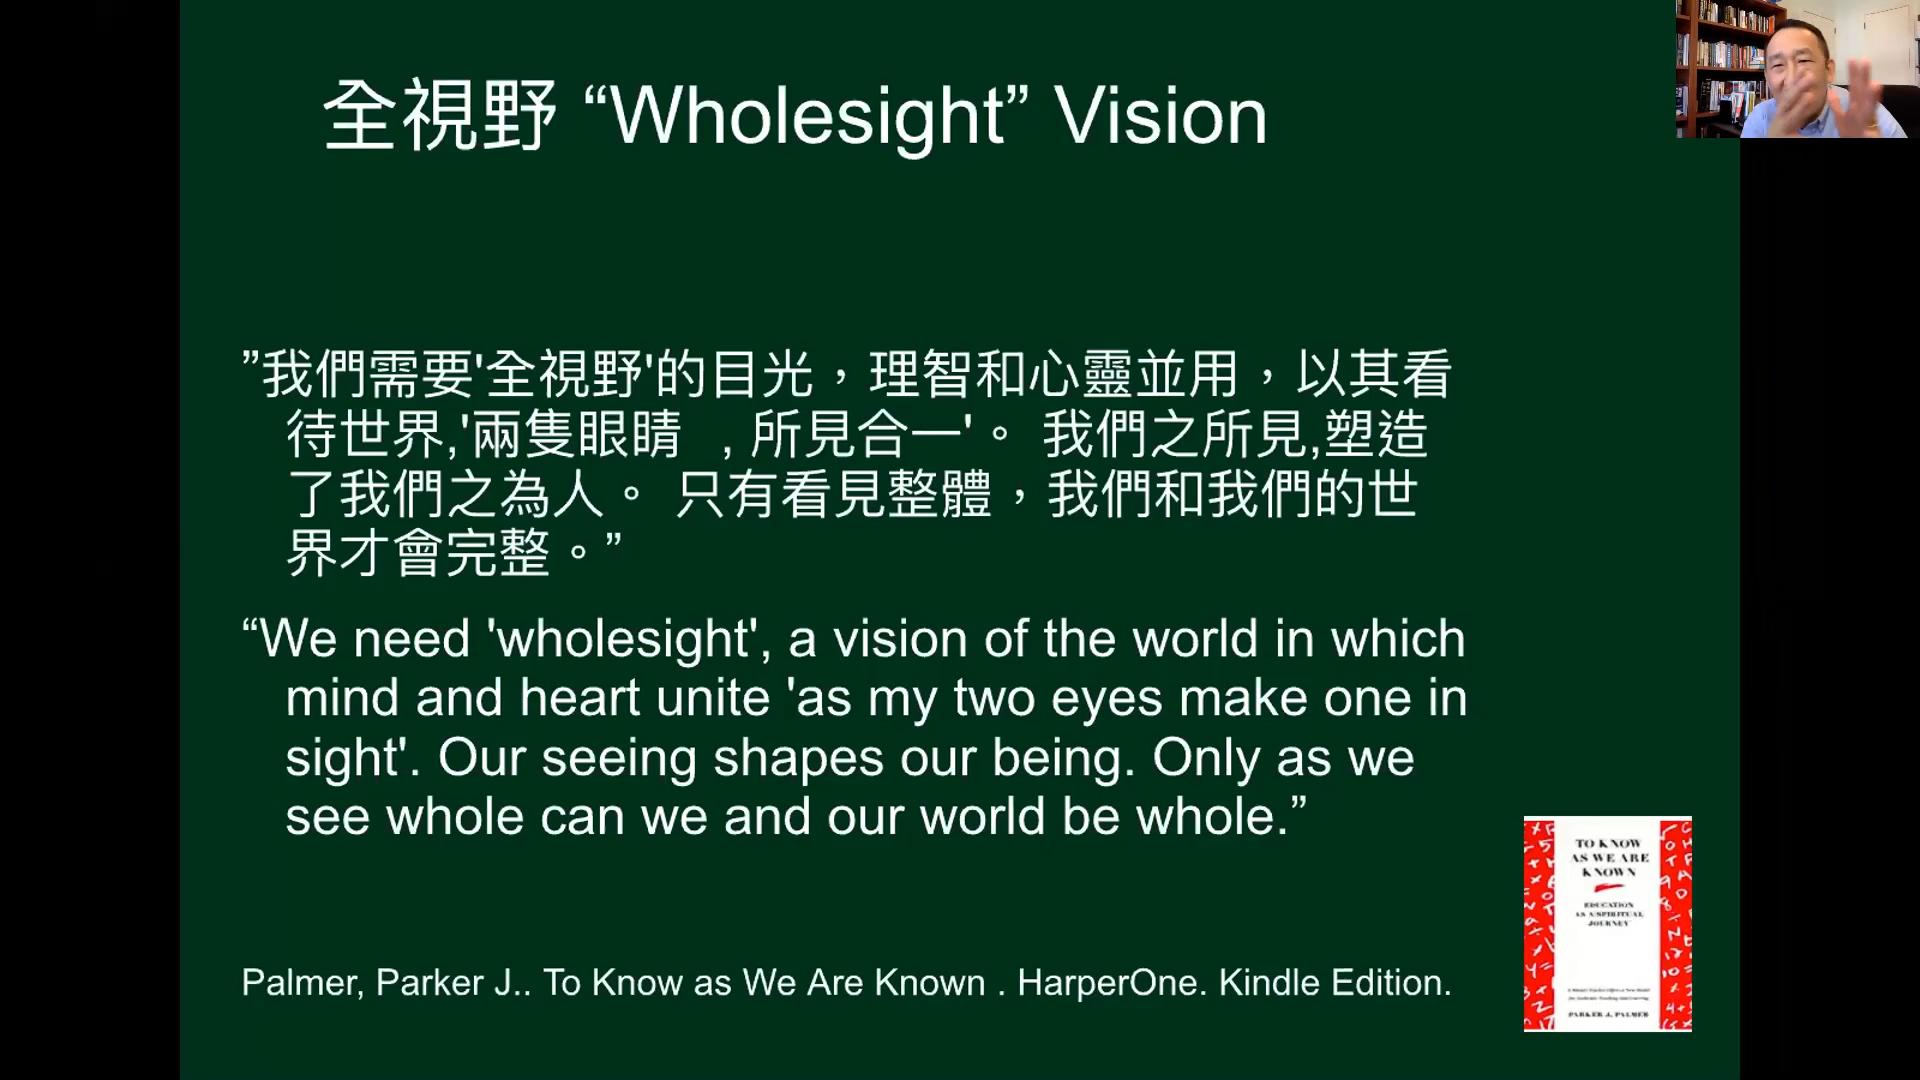 全視野 “Wholesight” Vision
”我們需要'全視野'的目光，理智和心靈並用，以其看
待世界,'兩隻眼睛 , 所見合一'。 我們之所見,塑造
了我們之為人。 只有看見整體，我們和我們的世
界才會完整。”
“We need 'wholesight', a vision of the world in which
mind and heart unite 'as my two eyes make one in
sight'. Our seeing shapes our being. Only as we
see whole can we and our world be whole.”
Palmer, Parker J.. To Know as We Are Known . HarperOne. Kindle Edition.
TO KNOW
AS WE ARE
KNOWN
EDUCATION
AS A SPIRITUAL
JOURNEY
PARKER J. PALMER